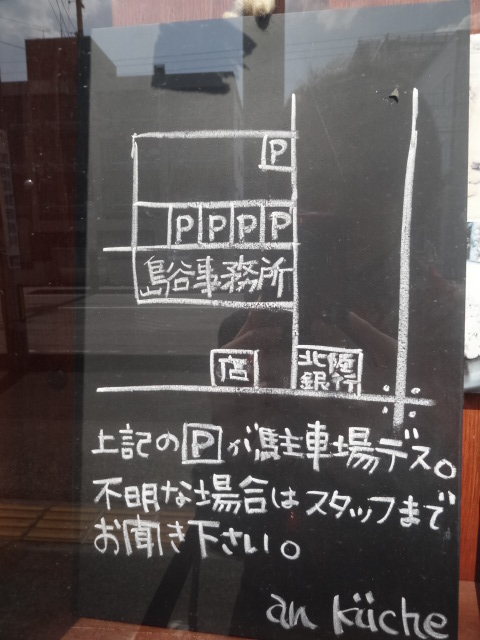 P
P P P P
島谷事務所
店
北陸
銀行
上記のPが駐車場デス。
不明な場合はスタッフまで
お聞き下さい。
an küche